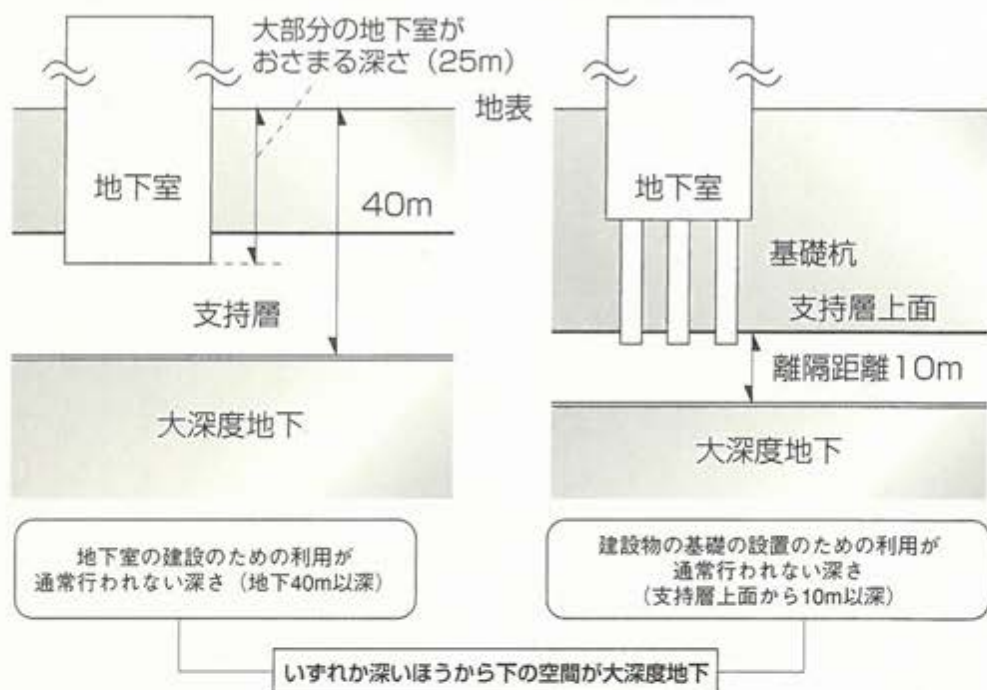 大部分の地下室が
おさまる深さ（25m）
地表
地下室
40m
支持層
大深度地下
地下室
基礎杭
支持層上面
離隔距離10m
大深度地下
地下室の建設のための利用が
通常行われない深さ（地下40m以深）
建設物の基礎の設置のための利用が
通常行われない深さ
（支持層上面から10m以深）
いずれか深いほうから下の空間が大深度地下